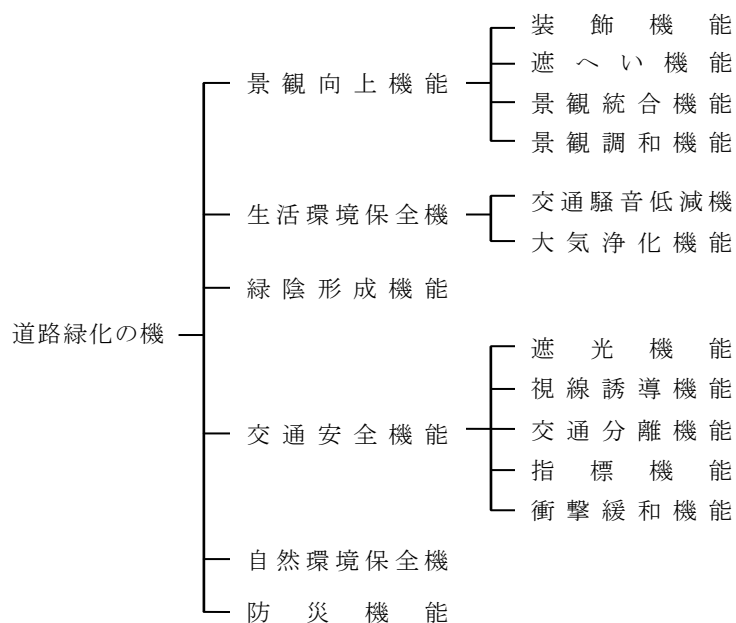 装飾機能
景観向上機能
遮へい機能
景観統合機能
景観調和機能
生活環境保全機
交通騒音低減機
大気浄化機能
緑陰形成機能
道路緑化の機
遮光機能
視線誘導機能
交通安全機能
交通分離機能
指標機能
衝撃緩和機能
自然環境保全機
防災機能